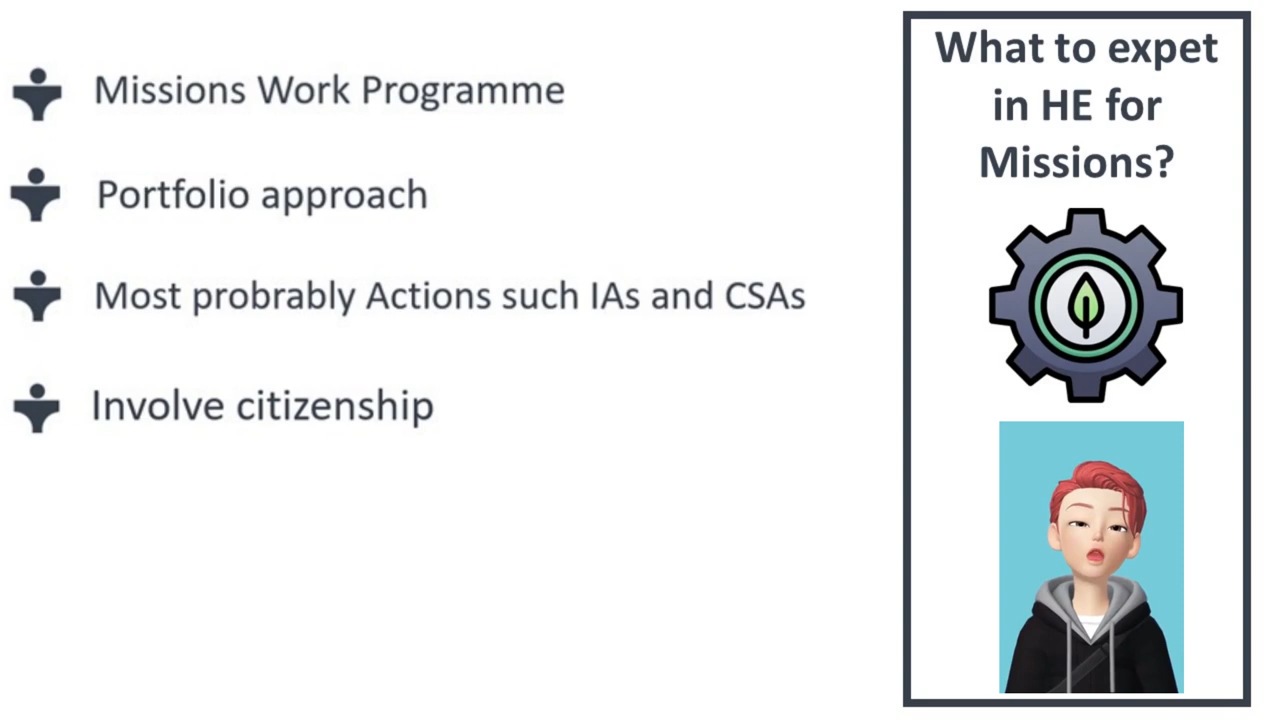 Missions Work Programme
Portfolio approach
Most probrably Actions such IAs and CSAs
Involve citizenship
What to expet
in HE for
Missions?